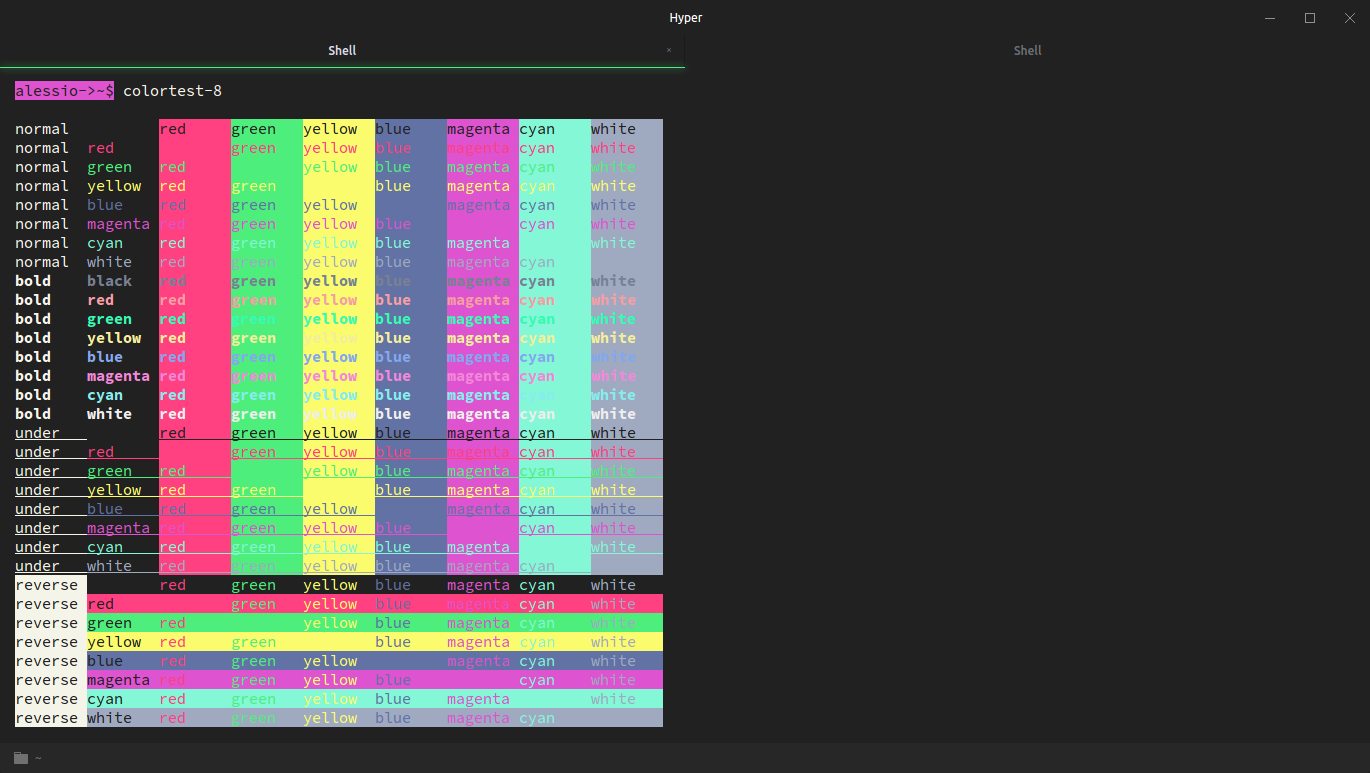 Hyper
Shell × Shell
alessio->~$ colortest-8
normal red green yellow blue magenta cyan white
normal red green yellow blue magenta cyan white
normal green red yellow blue magenta cyan white
normal yellow red green blue magenta cyan white
normal blue red green yellow magenta cyan white
normal magenta red green yellow blue cyan white
normal cyan red green yellow blue magenta white
normal white red green yellow blue magenta cyan
bold black red green yellow blue magenta cyan white
bold red red green yellow blue magenta cyan white
bold green red green yellow blue magenta cyan white
bold yellow red green yellow blue magenta cyan white
bold blue red green yellow blue magenta cyan white
bold magenta red green yellow blue magenta cyan white
bold cyan red green yellow blue magenta cyan white
bold white red green yellow blue magenta cyan white
under red green yellow blue magenta cyan white
under red green yellow blue magenta cyan white
under green red yellow blue magenta cyan white
under yellow red green blue magenta cyan white
under blue red green yellow magenta cyan white
under magenta red green yellow blue cyan white
under cyan red green yellow blue magenta white
under white red green yellow blue magenta cyan
reverse red green yellow blue magenta cyan white
reverse red green yellow blue magenta cyan white
reverse green red yellow blue magenta cyan white
reverse yellow red green blue magenta cyan white
reverse blue red green yellow magenta cyan white
reverse magenta red green yellow blue cyan white
reverse cyan red green yellow blue magenta white
reverse white red green yellow blue magenta cyan
~